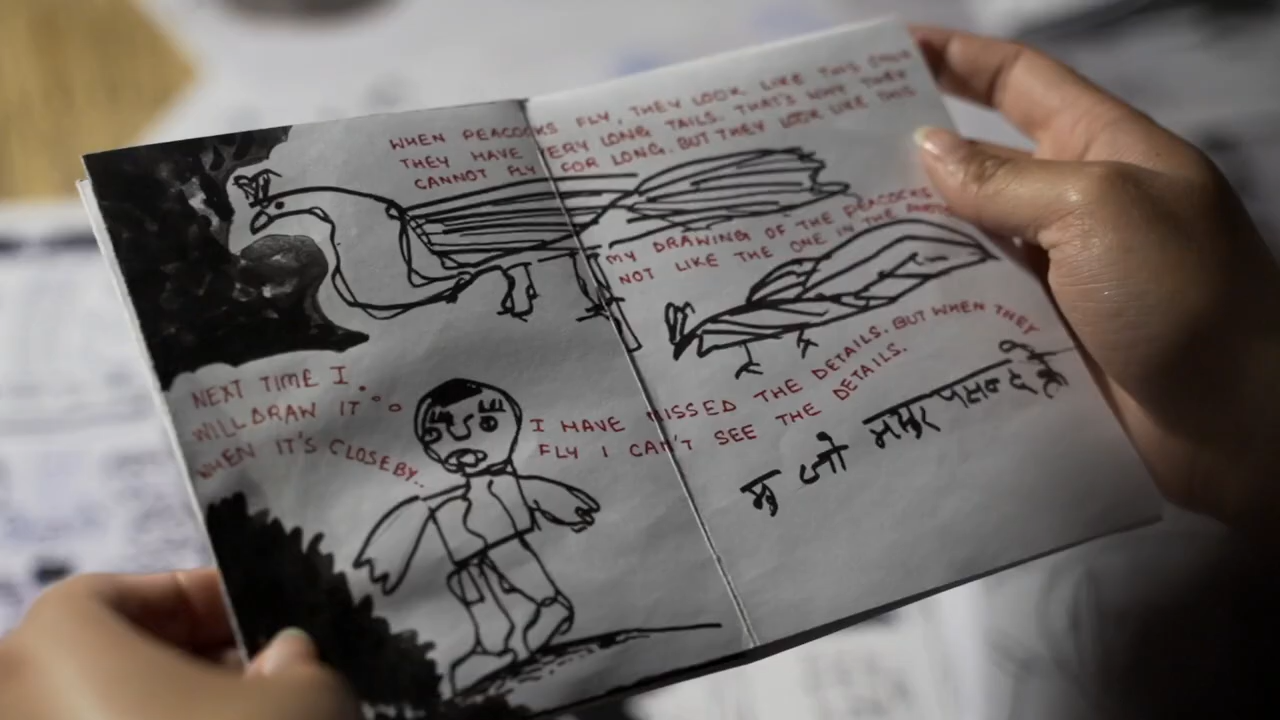 WHEN PEACOCKS FLY, THEY LOOK LIKE THIS
THEY HAVE VERY LONG TAILS. THAT'S WHY THEY
CANNOT FLY FOR LONG. BUT THEY LOOK LIKE THIS
MY DRAWING OF THE PEACOCKS
NOT LIKE THE ONE IN THE
NEXT TIME I
WILL DRAW IT
WHEN IT'S CLOSEBY..
I HAVE MISSED THE DETAILS. BUT WHEN THEY
FLY I CAN'T SEE THE DETAILS.